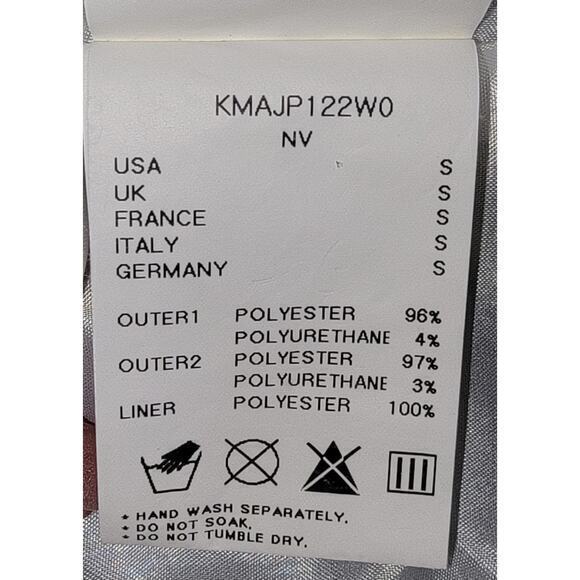 KMAJP122W0
NV
USA S
UK S
FRANCE S
ITALY S
GERMANY S
OUTER1 POLYESTER 96%
POLYURETHANE 4%
OUTER2 POLYESTER 97%
POLYURETHANE 3%
LINER POLYESTER 100%
* HAND WASH SEPARATELY.
* DO NOT SOAK.
* DO NOT TUMBLE DRY.